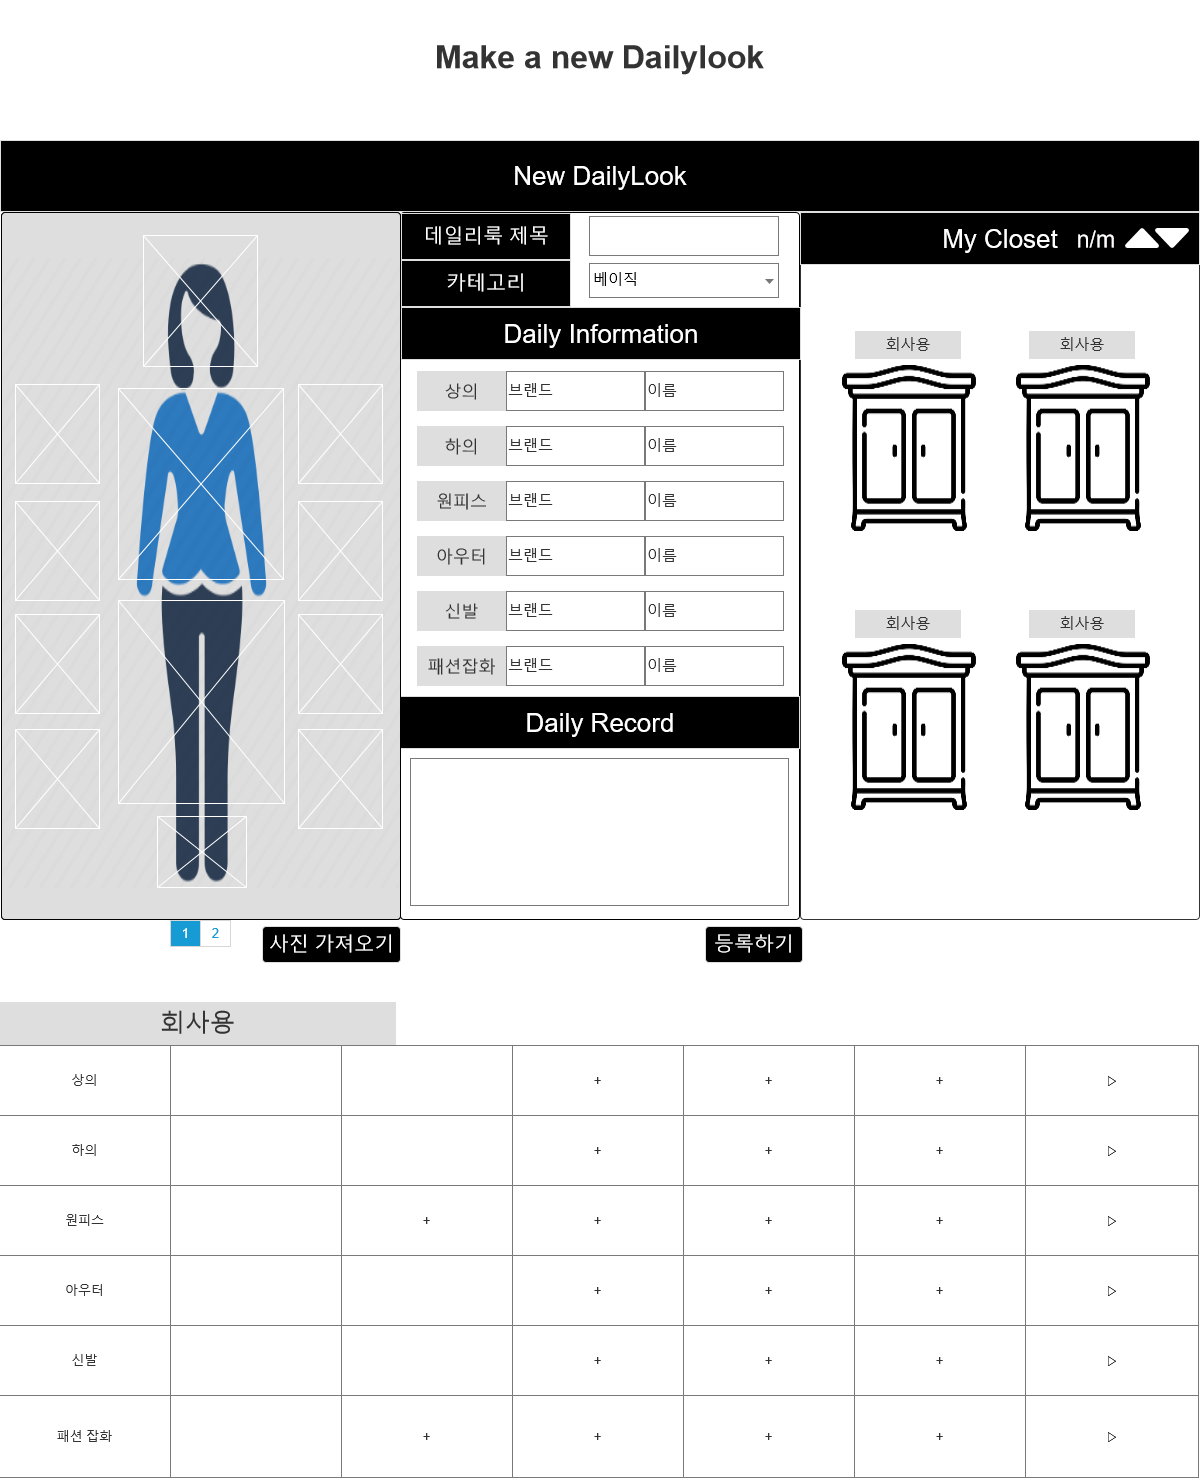 Make a new Dailylook
New DailyLook
데일리룩 제목
카테고리
베이직
Daily Information
상의 브랜드 이름
하의 브랜드 이름
원피스 브랜드 이름
아우터 브랜드 이름
신발 브랜드 이름
패션잡화 브랜드 이름
Daily Record
My Closet n/m
회사용 회사용
회사용 회사용
1 2
사진 가져오기
등록하기
회사용
상의 + + + ▷
하의 + + + ▷
원피스 + + + + ▷
아우터 + + + ▷
신발 + + + ▷
패션 잡화 + + + + ▷